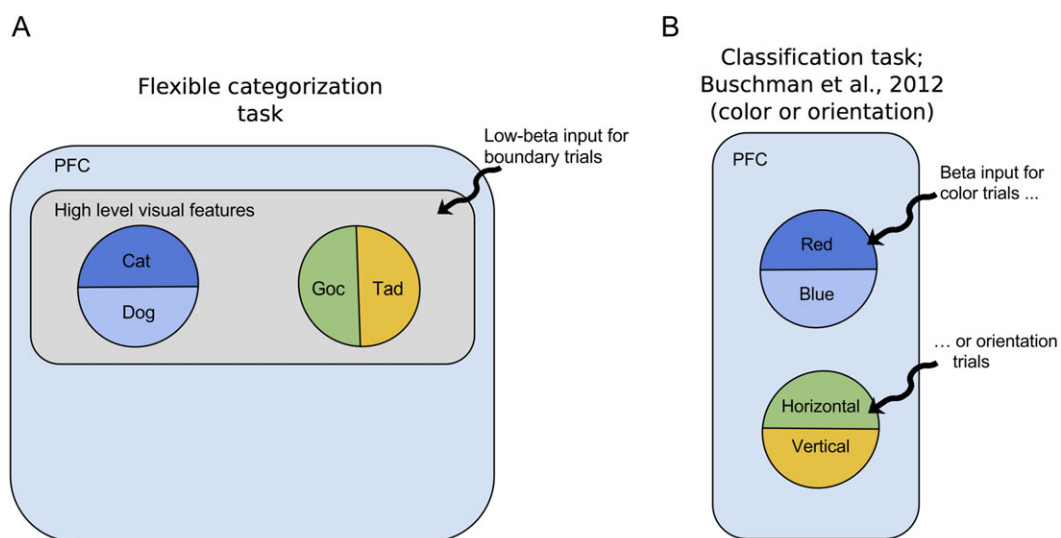 A
Flexible categorization
task
Low-beta input for
boundary trials
PFC
High level visual features
Cat
Dog
Goc
Tad
B
Classification task;
Buschman et al., 2012
(color or orientation)
PFC
Beta input for
color trials ...
Red
Blue
... or orientation
trials
Horizontal
Vertical